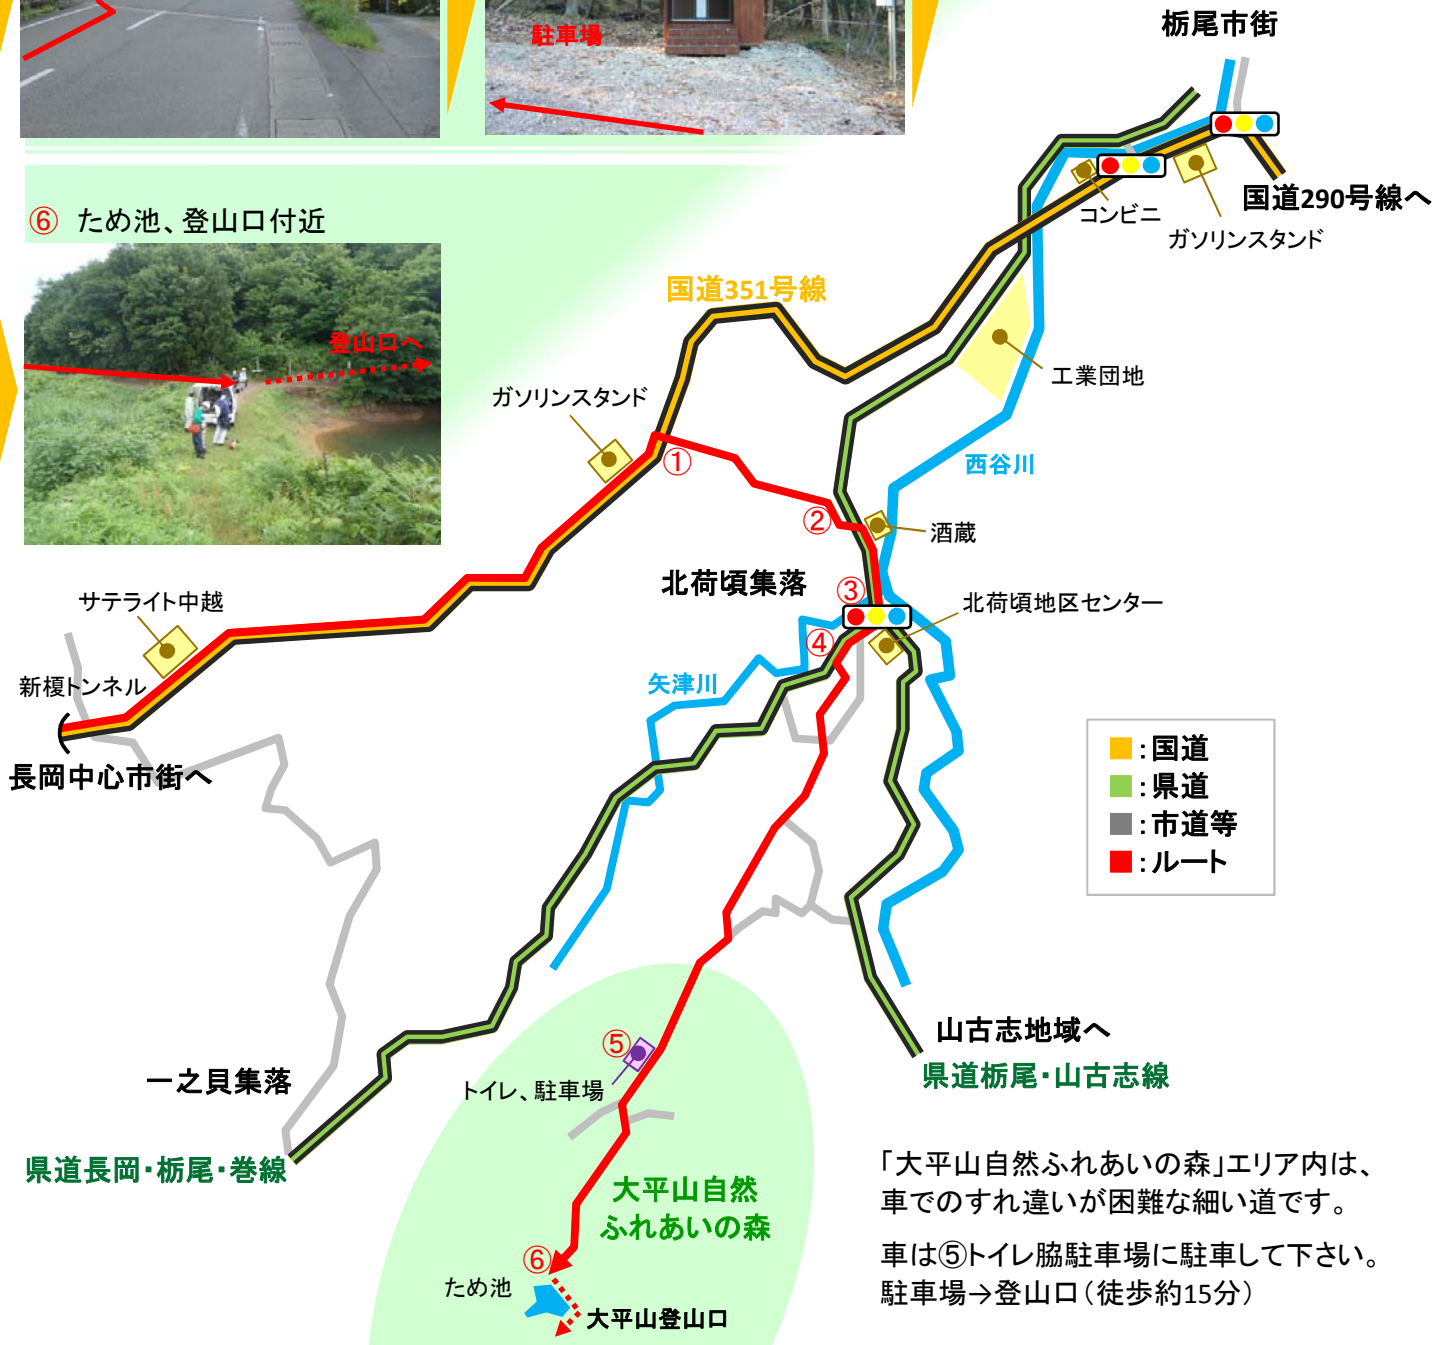 駐車場
⑥ ため池、登山口付近
登山口へ
栃尾市街
国道290号線へ
コンビニ
ガソリンスタンド
国道351号線
工業団地
ガソリンスタンド
①
西谷川
②
酒蔵
北荷頃集落
③
北荷頃地区センター
サテライト中越
④
新榎トンネル
矢津川
長岡中心市街へ
:国道
:県道
:市道等
:ルート
山古志地域へ
県道栃尾・山古志線
⑤
トイレ、駐車場
一之貝集落
県道長岡・栃尾・巻線
大平山自然
ふれあいの森
⑥
ため池
大平山登山口
「大平山自然ふれあいの森」エリア内は、
車でのすれ違いが困難な細い道です。
車は⑤トイレ脇駐車場に駐車して下さい。
駐車場→登山口（徒歩約15分）